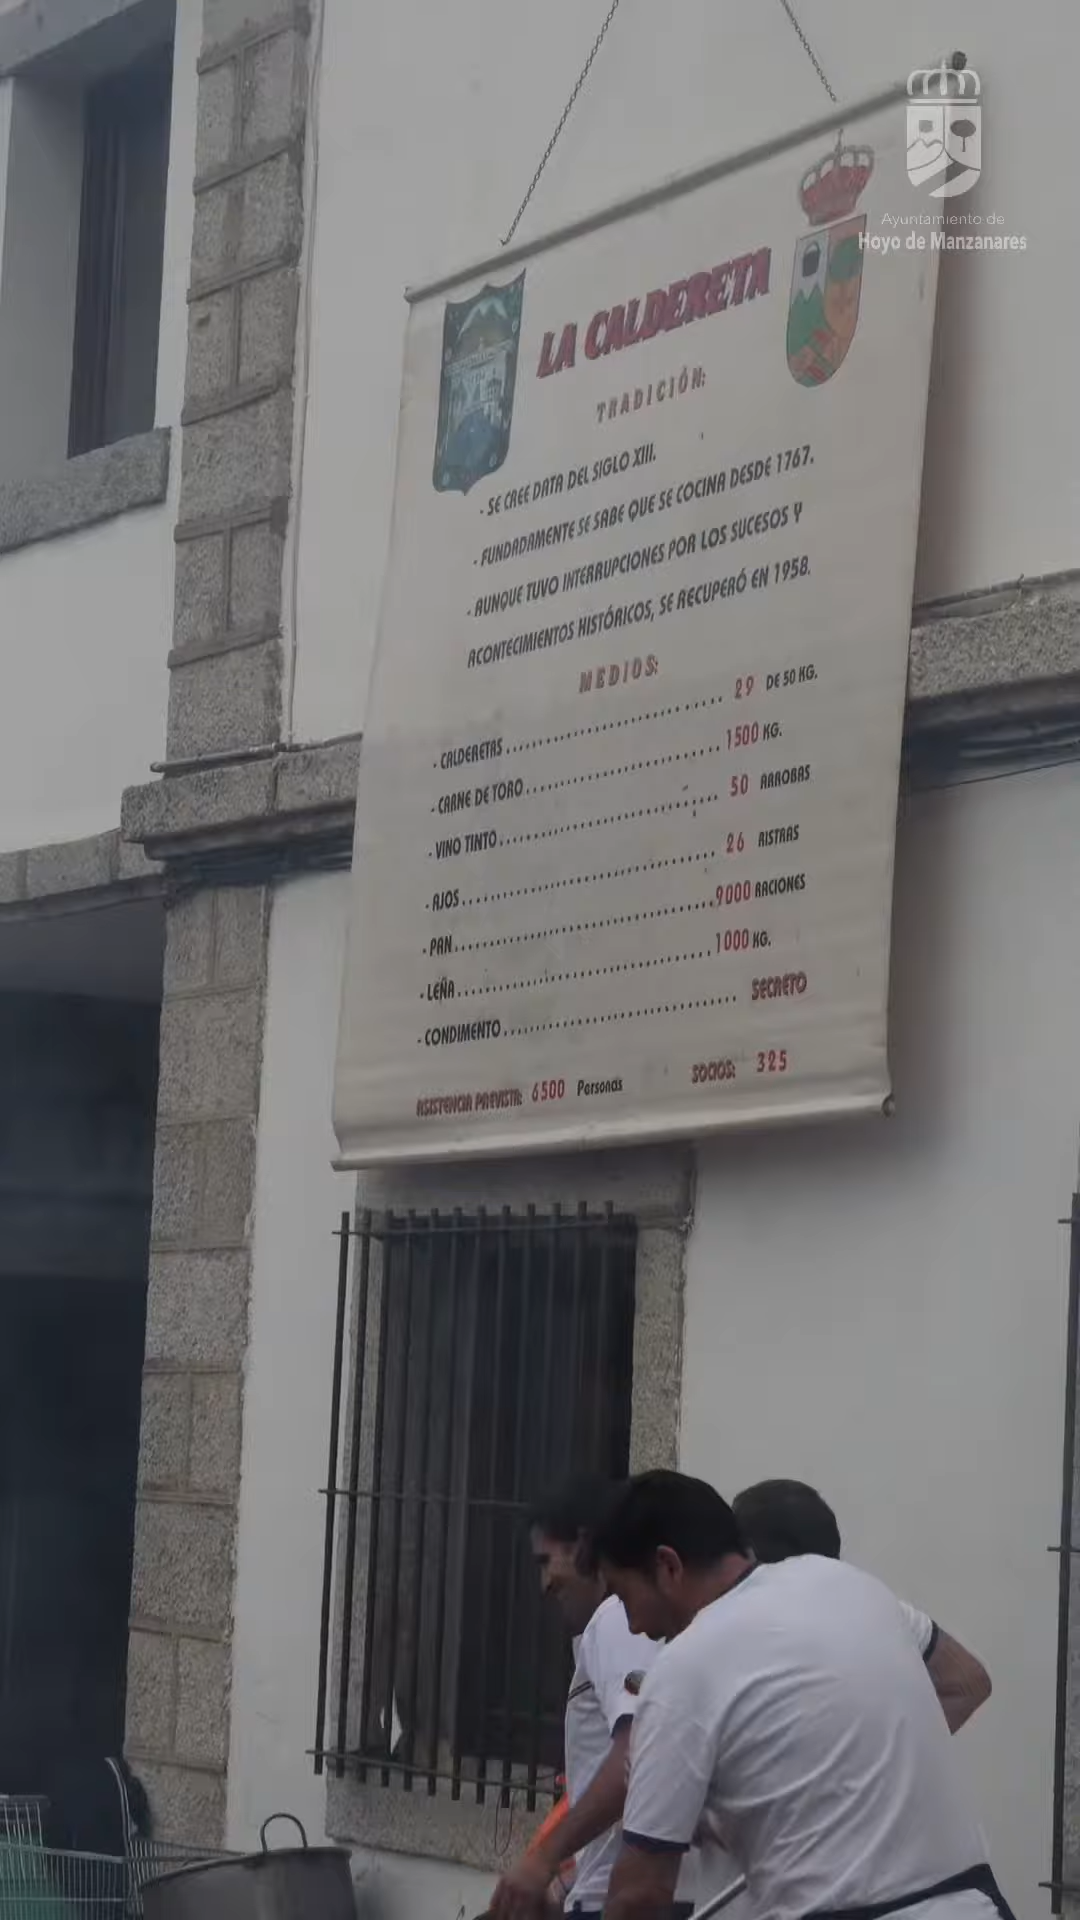 Ayuntamiento de
Hoyo de Manzanares
LA CALDERETA
TRADICIÓN:
- SE CREE DATA DEL SIGLO XIII.
- FUNDADAMENTE SE SABE QUE SE COCINA DESDE 1767.
- AUNQUE TUVO INTERRUPCIONES POR LOS SUCESOS Y
ACONTECIMIENTOS HISTÓRICOS, SE RECUPERÓ EN 1958.
MEDIOS:
- CALDERETAS........................ 29 DE 50 KG.
- CARNE DE TORO........................ 1500 KG.
- VINO TINTO........................ 50 ARROBAS
- AJOS........................ 26 RISTRAS
- PAN........................ 9000 RACIONES
- LEÑA........................ 1000 KG.
- CONDIMENTO........................ SECRETO
ASISTENCIA PREVISTA: 6500 Personas SOCIOS: 325